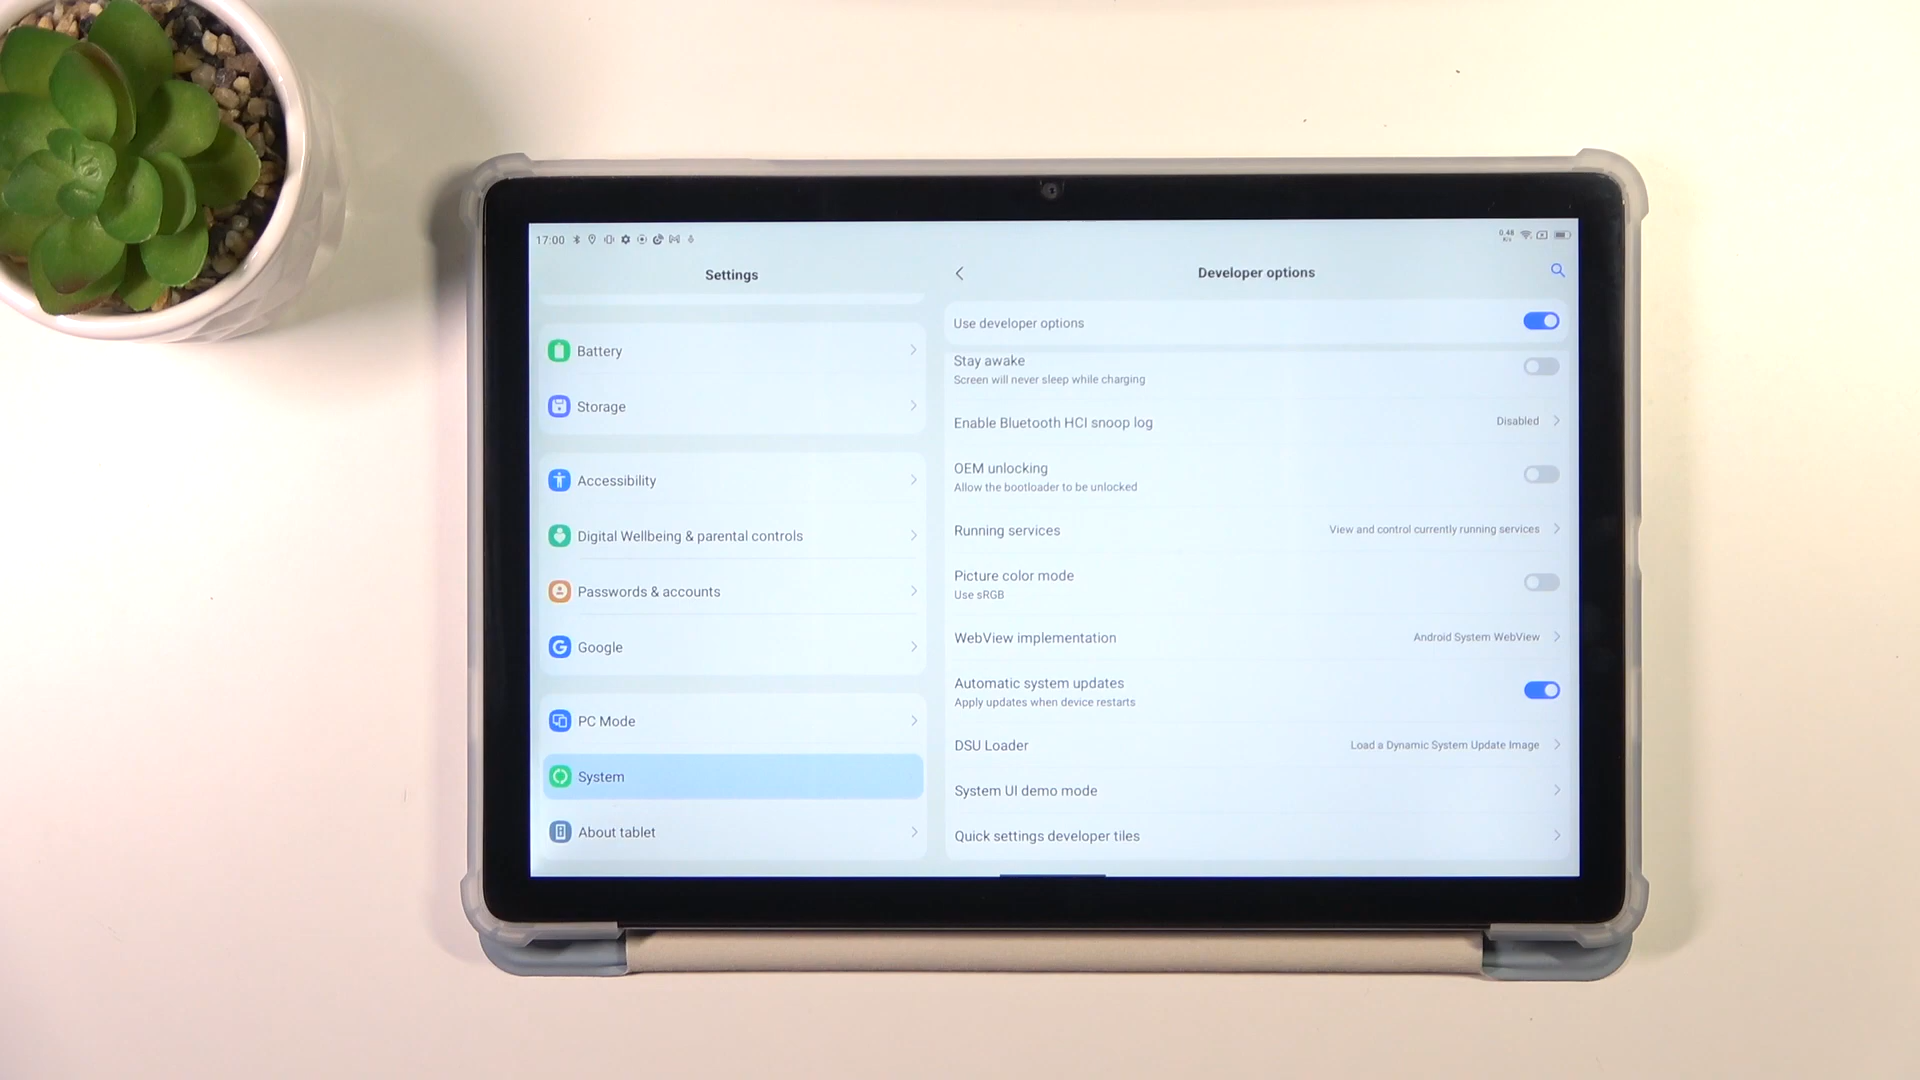 17:00
0.48
K/s
Settings
Battery
Storage
Accessibility
Digital Wellbeing & parental controls
Passwords & accounts
Google
PC Mode
System
About tablet
Developer options
Use developer options
Stay awake
Screen will never sleep while charging
Enable Bluetooth HCI snoop log
Disabled
OEM unlocking
Allow the bootloader to be unlocked
Running services
View and control currently running services
Picture color mode
Use sRGB
WebView implementation
Android System WebView
Automatic system updates
Apply updates when device restarts
DSU Loader
Load a Dynamic System Update Image
System UI demo mode
Quick settings developer tiles